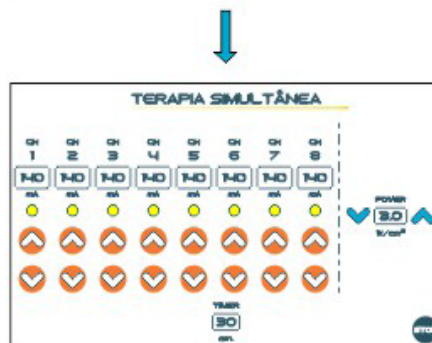 TERAPIA SIMULTÂNEA
CH CH CH CH CH CH CH CH
1 2 3 4 5 6 7 8
140 140 140 140 140 140 140 140
mA mA mA mA mA mA mA mA
POWER
3.0
W/cm²
TIMER
30
min.
STOP